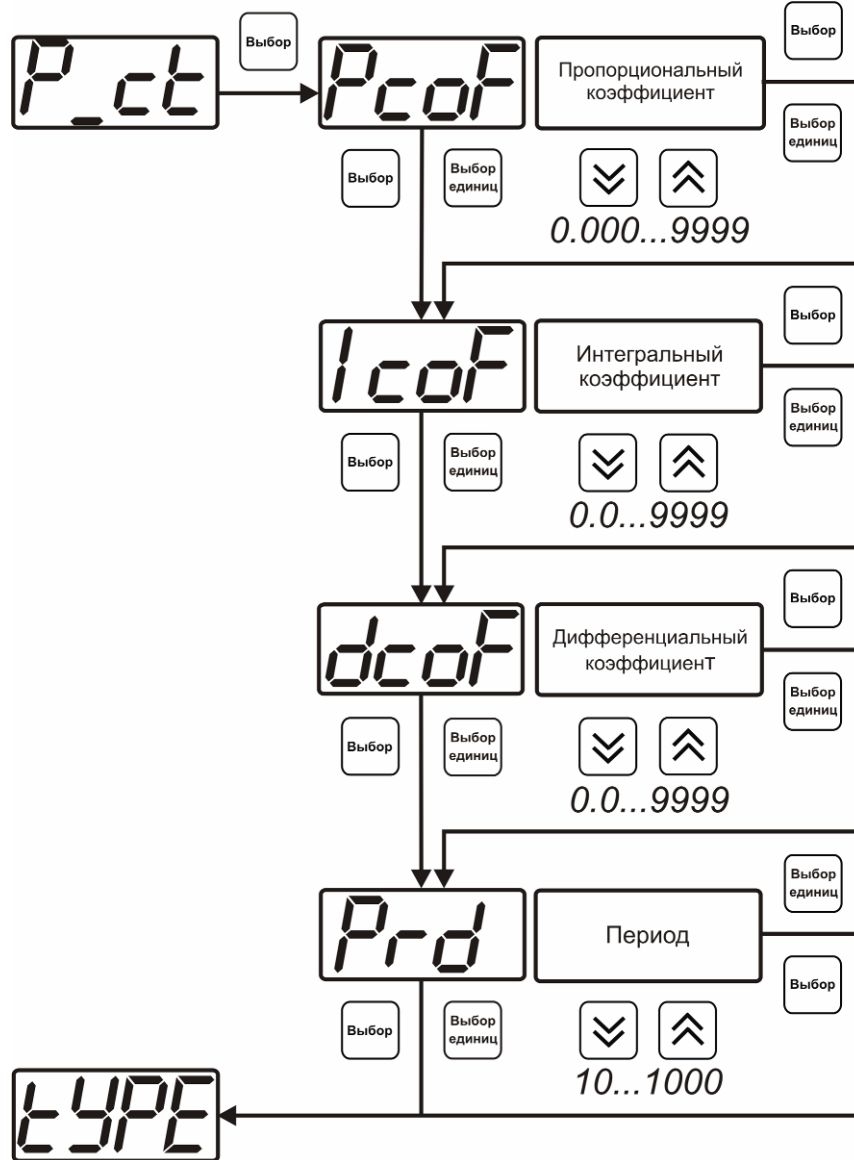 P_ct
Выбор
PcoF
Пропорциональный
коэффициент
Выбор
Выбор
единиц
Выбор
Выбор
единиц
0.000...9999
IcoF
Интегральный
коэффициент
Выбор
Выбор
единиц
Выбор
Выбор
единиц
0.0...9999
dcoF
Дифференциальный
коэффициент
Выбор
Выбор
единиц
Выбор
Выбор
единиц
0.0...9999
Prd
Период
Выбор
единиц
Выбор
Выбор
Выбор
единиц
10...1000
tYPE